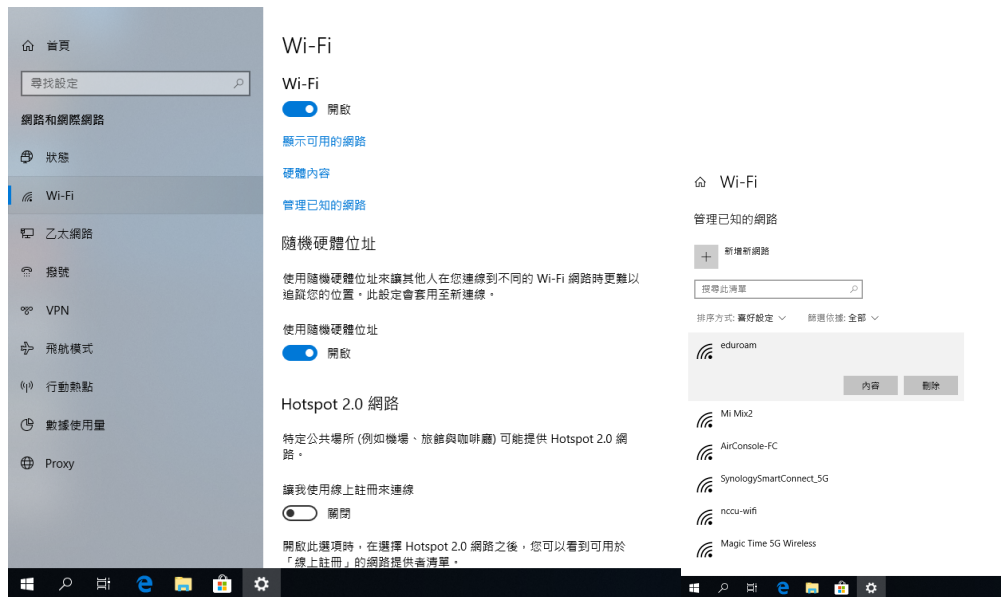 首頁
尋找設定
網路和網際網路
狀態
Wi-Fi
乙太網路
撥號
VPN
飛航模式
行動熱點
數據使用量
Proxy
Wi-Fi
Wi-Fi
開啟
顯示可用的網路
硬體內容
管理已知的網路
隨機硬體位址
使用隨機硬體位址來讓其他人在您連線到不同的 Wi-Fi 網路時更難以
追蹤您的位置。此設定會套用至新連線。
使用隨機硬體位址
開啟
Hotspot 2.0 網路
特定公共場所 (例如機場、旅館與咖啡廳) 可能提供 Hotspot 2.0 網
路。
讓我使用線上註冊來連線
關閉
開啟此選項時，在選擇 Hotspot 2.0 網路之後，您可以看到可用於
「線上註冊」的網路提供者清單。
Wi-Fi
管理已知的網路
新增新網路
搜尋此清單
排序方式: 喜好設定 篩選依據: 全部
eduroam
內容 刪除
Mi Mix2
AirConsole-FC
SynologySmartConnect_5G
nccu-wifi
Magic Time 5G Wireless